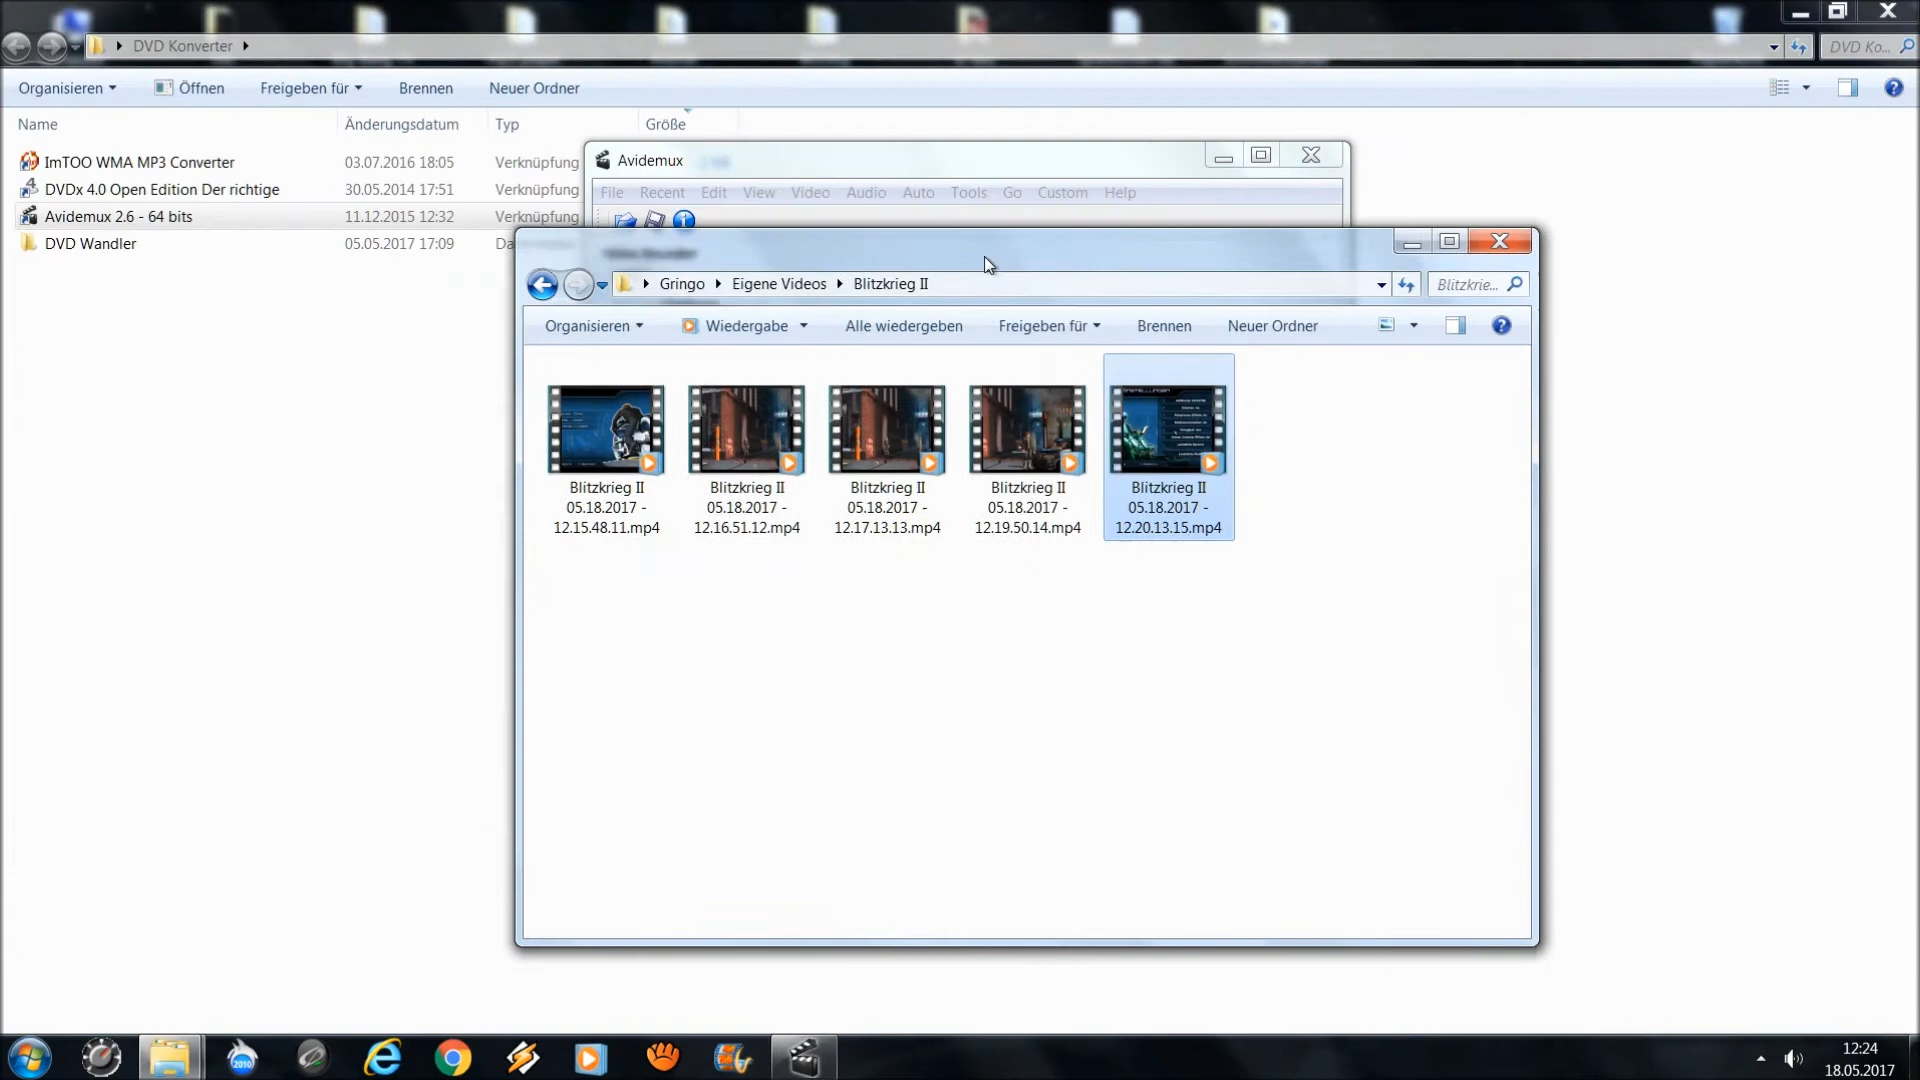 DVD Konverter
DVD Ko...
Organisieren Öffnen Freigeben für Brennen Neuer Ordner
Name Änderungsdatum Typ Größe
ImTOO WMA MP3 Converter 03.07.2016 18:05 Verknüpfung
DVDx 4.0 Open Edition Der richtige 30.05.2014 17:51 Verknüpfung
Avidemux 2.6 - 64 bits 11.12.2015 12:32 Verknüpfung
DVD Wandler 05.05.2017 17:09
Avidemux
File Recent Edit View Video Audio Auto Tools Go Custom Help
Gringo Eigene Videos Blitzkrieg II
Blitzkrie...
Organisieren Wiedergabe Alle wiedergeben Freigeben für Brennen Neuer Ordner
Blitzkrieg II
05.18.2017 -
12.15.48.11.mp4
Blitzkrieg II
05.18.2017 -
12.16.51.12.mp4
Blitzkrieg II
05.18.2017 -
12.17.13.13.mp4
Blitzkrieg II
05.18.2017 -
12.19.50.14.mp4
Blitzkrieg II
05.18.2017 -
12.20.13.15.mp4
2010
12:24
18.05.2017